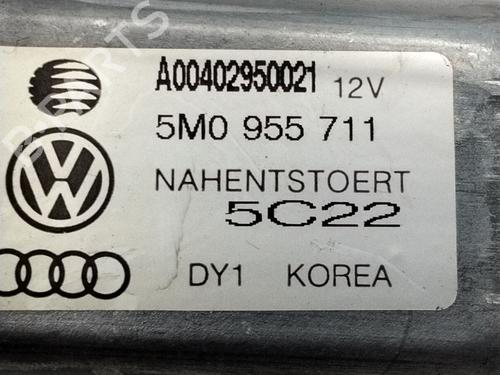 A00402950021 12V
5M0 955 711
NAHENTSTOERT
5C22
DY1 KOREA